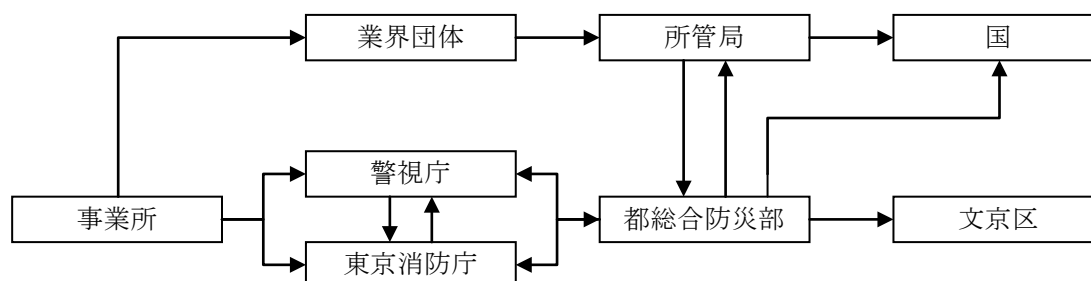 業界団体
所管局
国
警視庁
事業所
都総合防災部
文京区
東京消防庁